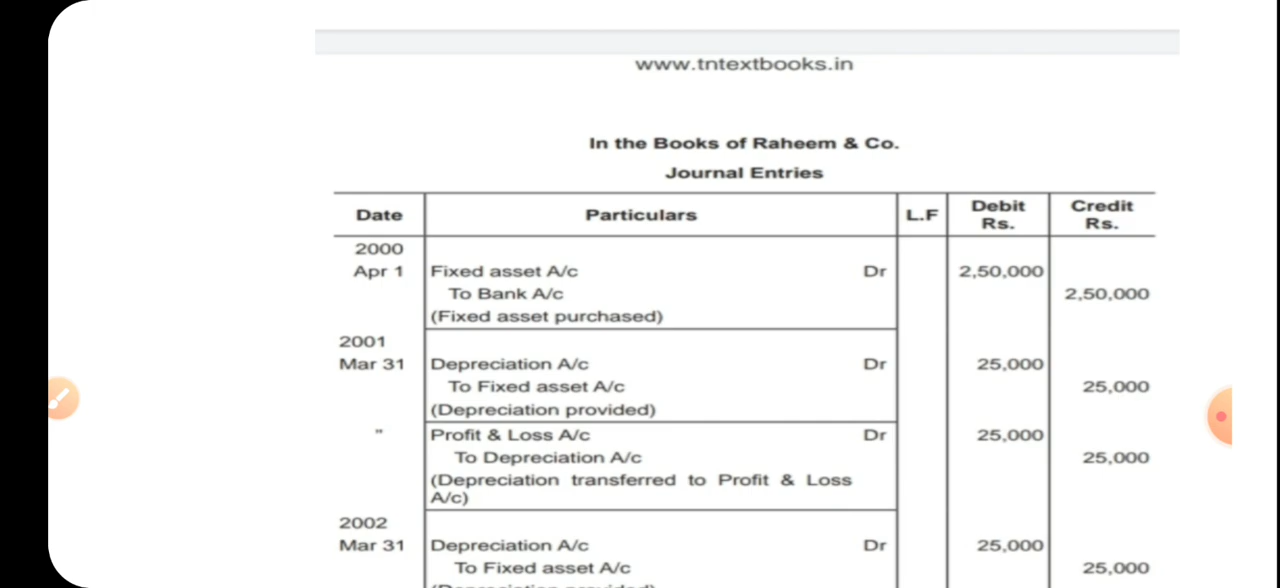 www.tntextbooks.in
In the Books of Raheem & Co.
Journal Entries
Date Particulars L.F Debit Rs. Credit Rs.
2000
Apr 1 Fixed asset A/c Dr 2,50,000
To Bank A/c 2,50,000
(Fixed asset purchased)
2001
Mar 31 Depreciation A/c Dr 25,000
To Fixed asset A/c 25,000
(Depreciation provided)
" Profit & Loss A/c Dr 25,000
To Depreciation A/c 25,000
(Depreciation transferred to Profit & Loss
A/c)
2002
Mar 31 Depreciation A/c Dr 25,000
To Fixed asset A/c 25,000